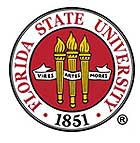 FLORIDA STATE UNIVERSITY
VIRES ARTES MORES
· 1851 ·
®